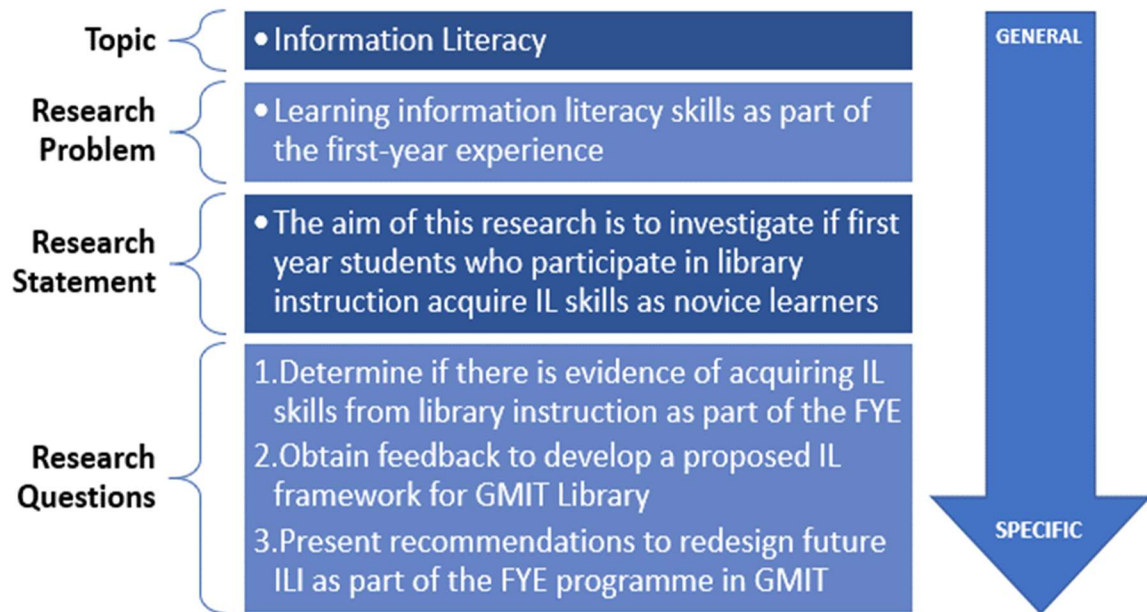 Topic
• Information Literacy
GENERAL
Research
Problem
• Learning information literacy skills as part of
the first-year experience
Research
Statement
• The aim of this research is to investigate if first
year students who participate in library
instruction acquire IL skills as novice learners
Research
Questions
1.Determine if there is evidence of acquiring IL
skills from library instruction as part of the FYE
2.Obtain feedback to develop a proposed IL
framework for GMIT Library
3.Present recommendations to redesign future
ILI as part of the FYE programme in GMIT
SPECIFIC